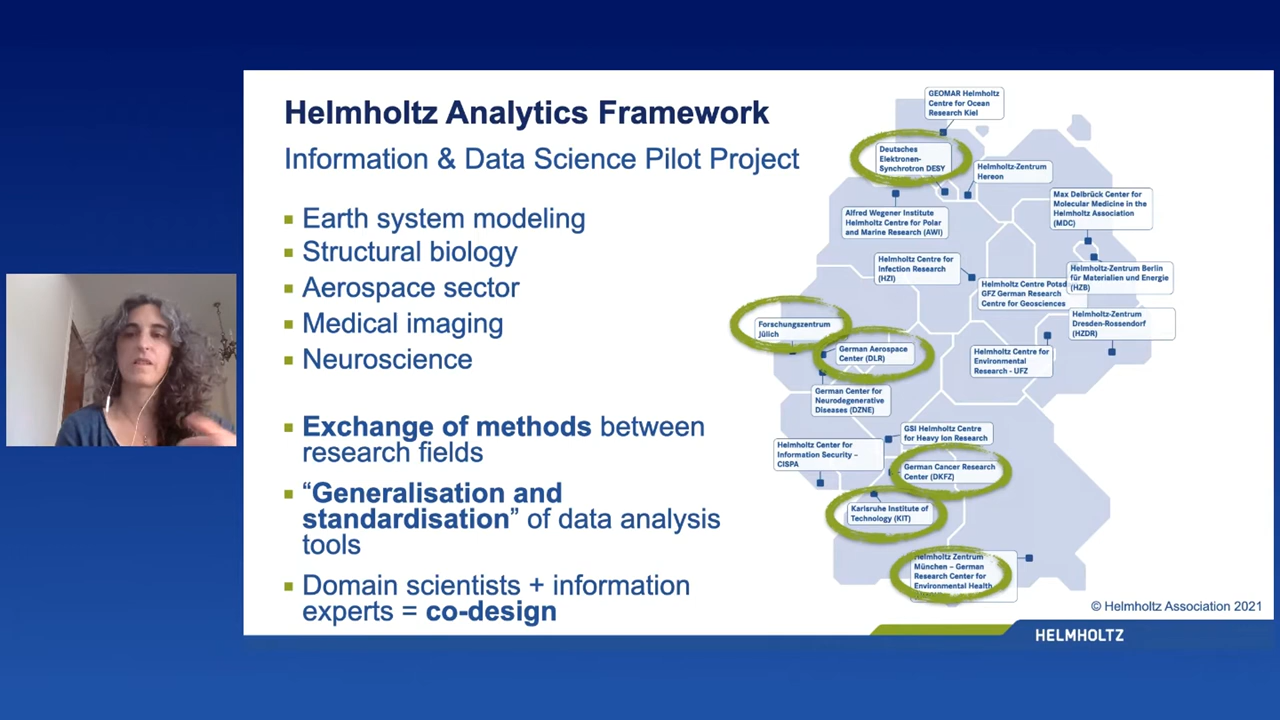 Helmholtz Analytics Framework
Information & Data Science Pilot Project
Earth system modeling
Structural biology
Aerospace sector
Medical imaging
Neuroscience
Exchange of methods between
research fields
“Generalisation and
standardisation” of data analysis
tools
Domain scientists + information
experts = co-design
GEOMAR Helmholtz
Centre for Ocean
Research Kiel
Deutsches
Elektronen-
Synchrotron DESY
Helmholtz-Zentrum
Hereon
Max Delbrück Center for
Molecular Medicine in the
Helmholtz Association
(MDC)
Alfred Wegener Institute
Helmholtz Centre for Polar
and Marine Research (AWI)
Helmholtz Centre for
Infection Research
(HZI)
Helmholtz-Zentrum Berlin
für Materialien und Energie
(HZB)
Helmholtz Centre Potsd
GFZ German Research
Centre for Geosciences
Helmholtz-Zentrum
Dresden-Rossendorf
(HZDR)
Forschungszentrum
Jülich
German Aerospace
Center (DLR)
Helmholtz Centre for
Environmental
Research - UFZ
German Center for
Neurodegenerative
Diseases (DZNE)
GSI Helmholtz Centre
for Heavy Ion Research
Helmholtz Center for
Information Security –
CISPA
German Cancer Research
Center (DKFZ)
Karlsruhe Institute of
Technology (KIT)
Helmholtz Zentrum
München – German
Research Center for
Environmental Health
© Helmholtz Association 2021
HELMHOLTZ